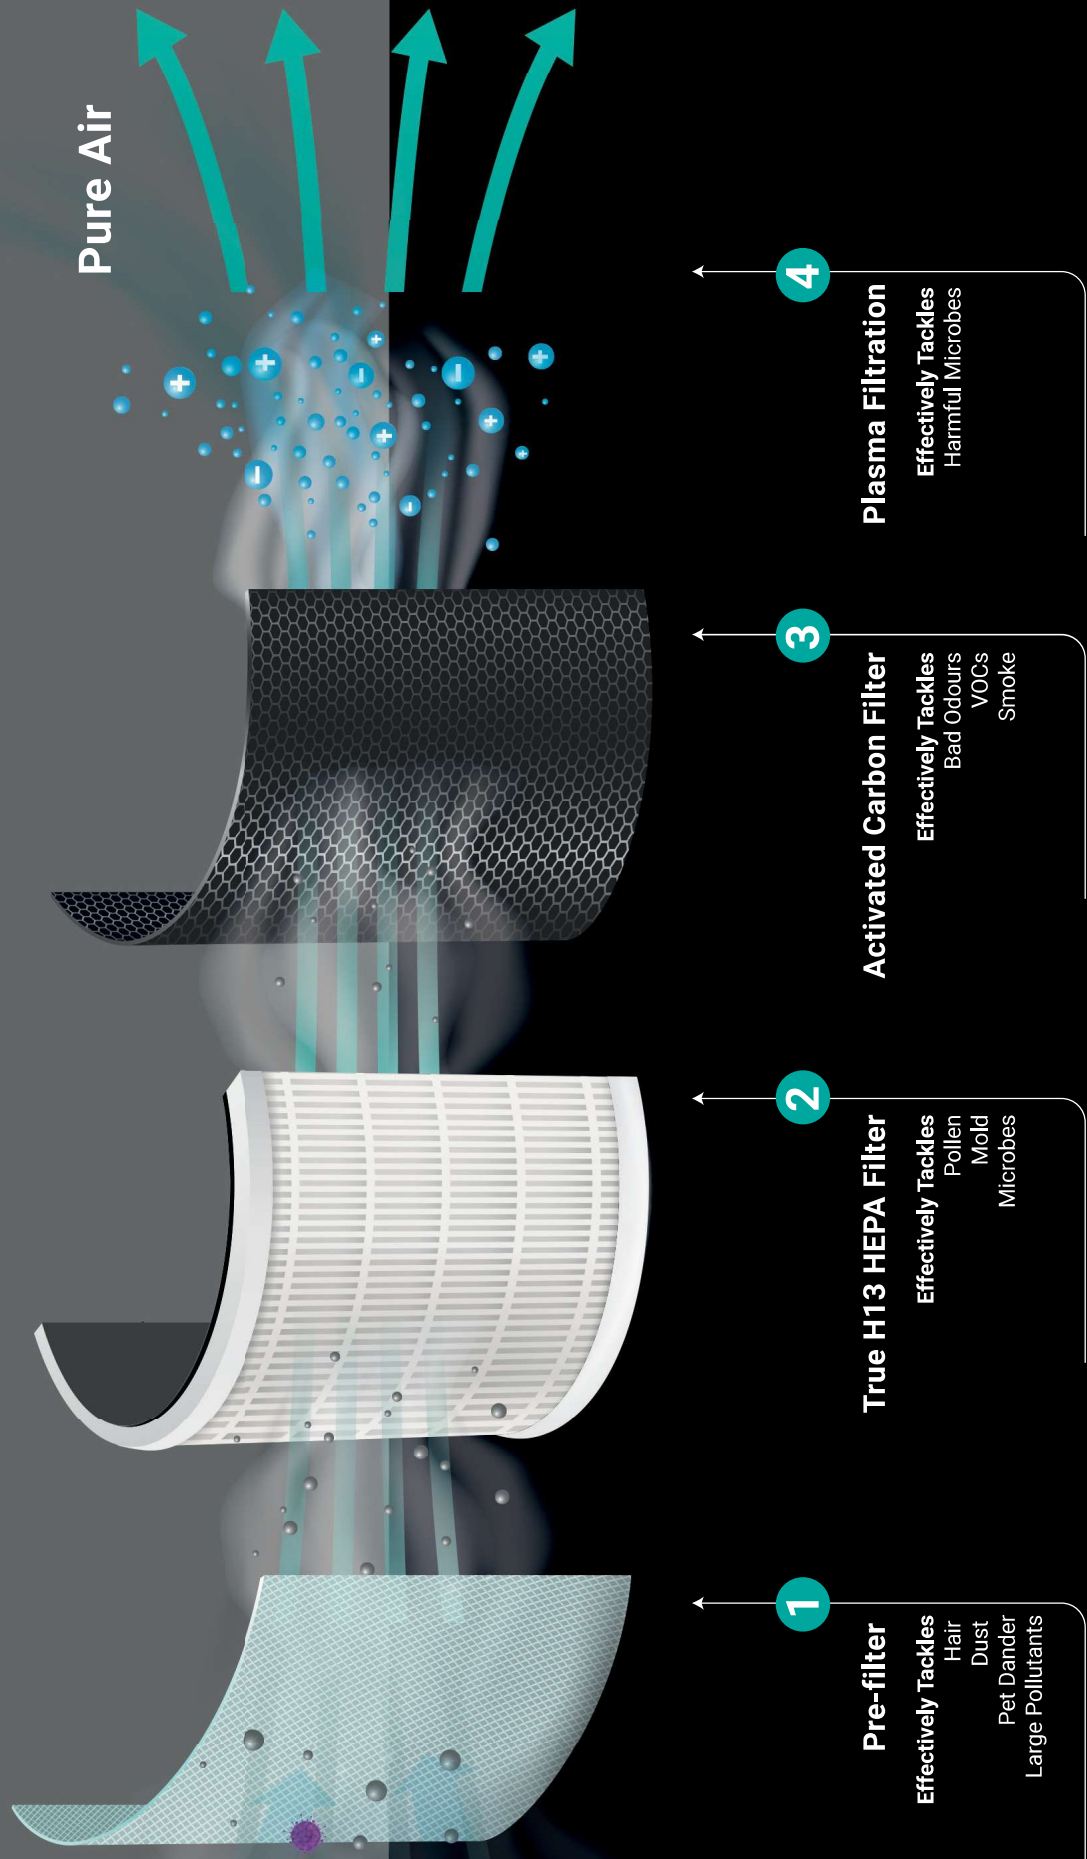 Pure Air
1
Pre-filter
Effectively Tackles
Hair
Dust
Pet Dander
Large Pollutants
2
True H13 HEPA Filter
Effectively Tackles
Pollen
Mold
Microbes
3
Activated Carbon Filter
Effectively Tackles
Bad Odours
VOCs
Smoke
4
Plasma Filtration
Effectively Tackles
Harmful Microbes